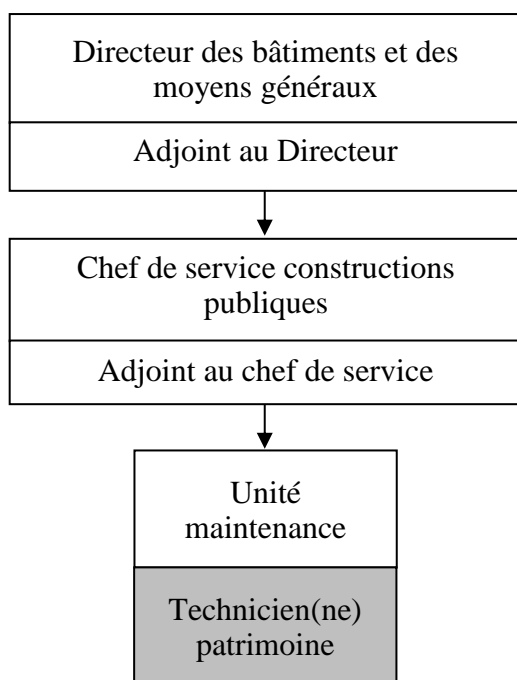 Directeur des bâtiments et des
moyens généraux
Adjoint au Directeur
Chef de service constructions
publiques
Adjoint au chef de service
Unité
maintenance
Technicien(ne)
patrimoine